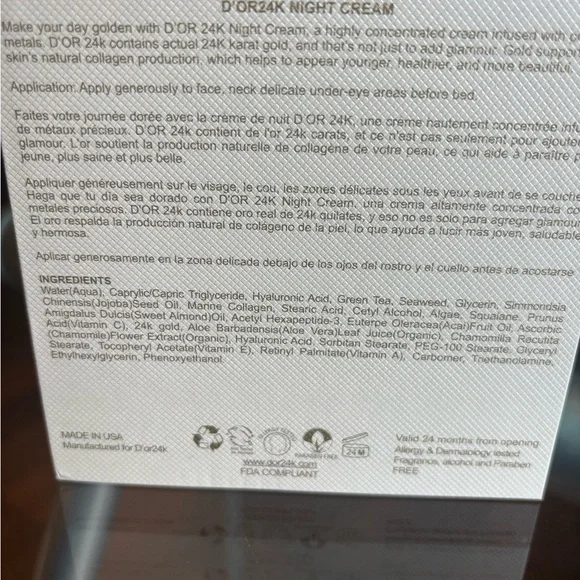 D'OR24K NIGHT CREAM
Make your day golden with D'OR 24K Night Cream, a highly concentrated cream infused with
metals. D'OR 24k contains actual 24K karat gold, and that's not just to add glamour. Gold
skin's natural collagen production, which helps to appear younger, healthier, and more beautiful.
Application: Apply generously to face, neck delicate under-eye areas before bed.
Faites votre journée dorée avec la crème de nuit D'OR 24K, une crème hautement concentrée
de métaux précieux. D'OR 24k contient de l'or 24k carats, et ce n'est pas seulement pour
glamour. L'or soutient la production naturelle de collagène de votre peau, ce qui aide à paraître
jeune, plus saine et plus belle.
Appliquer généreusement sur le visage, le cou, les zones délicates sous les yeux avant de se
Haga que tu día sea dorado con D'OR 24K Night Cream, una crema altamente concentrada
metales preciosos. D'OR 24k contiene oro real de 24k quilates, y eso no es solo para agregar
El oro respalda la producción natural de colágeno de la piel, lo que ayuda a lucir más joven, saludable
y hermosa.
Aplicar generosamente en la zona delicada debajo de los ojos del rostro y el cuello antes de acostarse
INGREDIENTS
Water(Aqua), Caprylic/Capric Triglyceride, Hyaluronic Acid, Green Tea, Seaweed, Glycerin, Simmondsia
Chinensis(Jojoba)Seed Oil, Marine Collagen, Stearic Acid, Cetyl Alcohol, Algae, Squalane, Prunus
Amigdalus Dulcis(Sweet Almond)Oil, Acetyl Hexapeptide-3, Euterpe Oleracea(Acai)Fruit Oil, Ascorbic
Acid(Vitamin C), 24k gold, Aloe Barbadensis(Aloe Vera)Leaf Juice(Organic), Chamomilla Recutita
(Chamomile)Flower Extract(Organic), Hyaluronic Acid, Sorbitan Stearate, PEG-100 Stearate, Glyceryl
Stearate, Tocopheryl Acetate(Vitamin E), Retinyl Palmitate(Vitamin A), Carbomer, Triethanolamine,
Ethylhexylglycerin, Phenoxyethanol.
MADE IN USA
Manufactured for D'or24k
PARABEN FREE
24 M
www.dor24k.com
FDA COMPLIANT
Valid 24 months from opening
Allergy & Dermatology tested
Fragrance, alcohol and Paraben
FREE